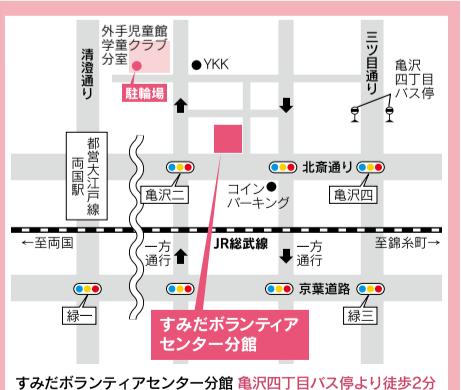 外手児童館
学童クラブ
分室
清澄通り
YKK
三ツ目通り
亀沢
四丁目
バス停
駐輪場
都営大江戸線
両国駅
北斎通り
亀沢二
コイン
パーキング
亀沢四
←至両国
一方
通行
JR総武線
一方
通行
至錦糸町→
京葉道路
緑一
緑三
すみだボランティア
センター分館
すみだボランティアセンター分館 亀沢四丁目バス停より徒歩2分